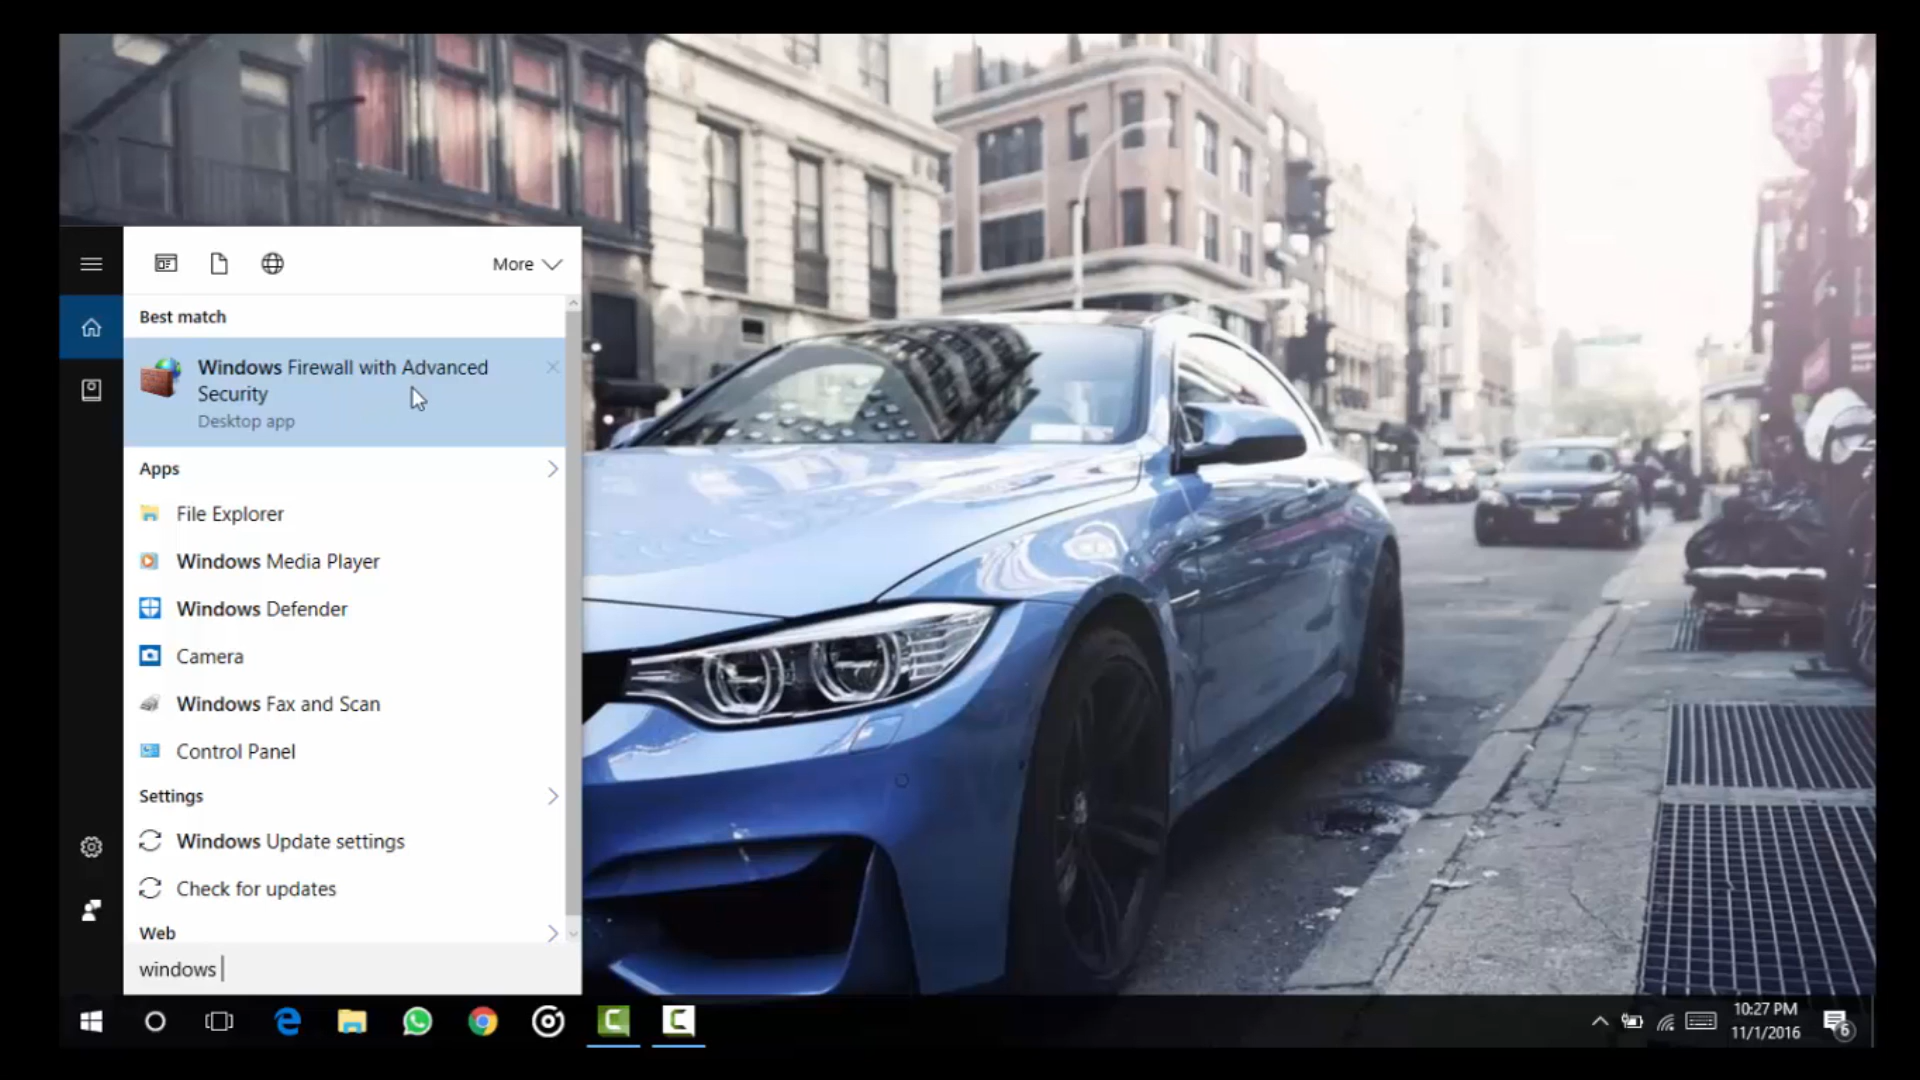 More
Best match
Windows Firewall with Advanced
Security
Desktop app
Apps
File Explorer
Windows Media Player
Windows Defender
Camera
Windows Fax and Scan
Control Panel
Settings
Windows Update settings
Check for updates
Web
windows
10:27 PM
11/1/2016
6